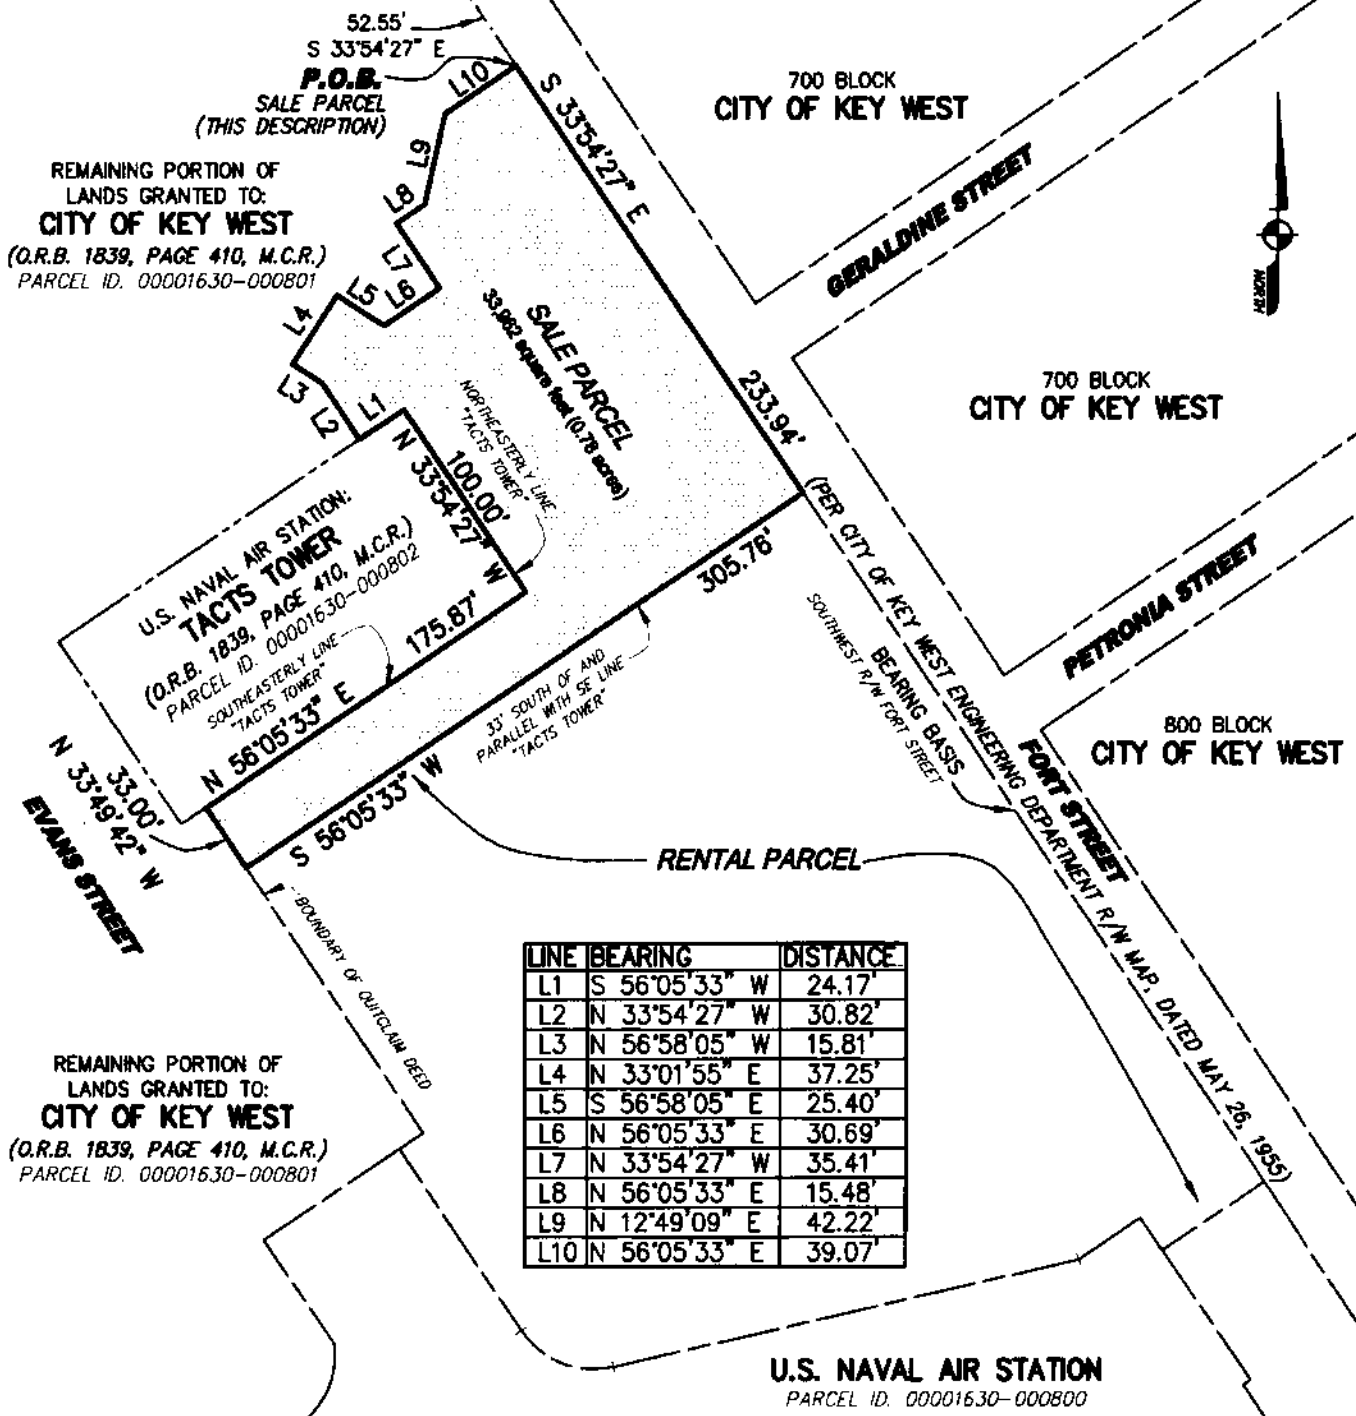 52.55'
S 33°54'27" E
P.O.B.
SALE PARCEL
(THIS DESCRIPTION)
REMAINING PORTION OF
LANDS GRANTED TO:
CITY OF KEY WEST
(O.R.B. 1839, PAGE 410, M.C.R.)
PARCEL ID. 00001630-000801
L10
L9
L8
L7
L6
L5
L4
L3
L2
L1
S 33°54'27" E
233.94'
700 BLOCK
CITY OF KEY WEST
GERALDINE STREET
NORTH
700 BLOCK
CITY OF KEY WEST
SALE PARCEL
33,982 square feet (0.78 acres)
NORTHEASTERLY LINE
"TACTS TOWER"
100.00'
N 33°54'27" W
U.S. NAVAL AIR STATION:
TACTS TOWER
(O.R.B. 1839, PAGE 410, M.C.R.)
PARCEL ID. 00001630-000802
SOUTHEASTERLY LINE
"TACTS TOWER"
175.87'
N 56°05'33" E
305.76'
S 56°05'33" W
33' SOUTH OF AND
PARALLEL WITH SE LINE
"TACTS TOWER"
33.00'
N 33°49'42" W
EVANS STREET
PETRONIA STREET
800 BLOCK
CITY OF KEY WEST
FORT STREET
(PER CITY OF KEY WEST ENGINEERING DEPARTMENT R/W MAP, DATED MAY 26, 1955)
BEARING BASIS
SOUTHWEST R/W FORT STREET
RENTAL PARCEL
BOUNDARY OF QUITCLAIM DEED
LINE BEARING DISTANCE
L1 S 56°05'33" W 24.17'
L2 N 33°54'27" W 30.82'
L3 N 56°58'05" W 15.81'
L4 N 33°01'55" E 37.25'
L5 S 56°58'05" E 25.40'
L6 N 56°05'33" E 30.69'
L7 N 33°54'27" W 35.41'
L8 N 56°05'33" E 15.48'
L9 N 12°49'09" E 42.22'
L10 N 56°05'33" E 39.07'
REMAINING PORTION OF
LANDS GRANTED TO:
CITY OF KEY WEST
(O.R.B. 1839, PAGE 410, M.C.R.)
PARCEL ID. 00001630-000801
U.S. NAVAL AIR STATION
PARCEL ID. 00001630-000800